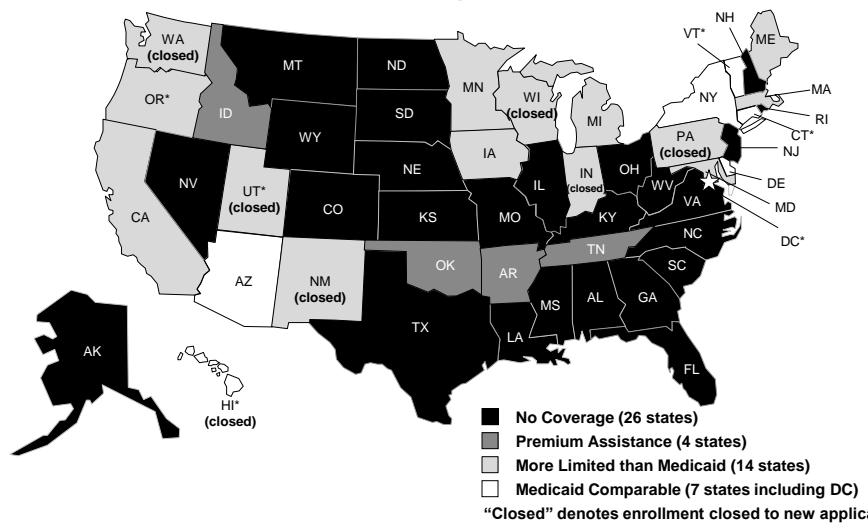 NH
VT*
WA
(closed)
ME
MT
ND
MN
OR*
NY
MA
WI
(closed)
ID
SD
MI
RI
WY
PA
(closed)
CT*
NJ
IA
NE
OH
IN
(closed)
NV
IL
UT*
(closed)
DE
WV
CO
VA
MD
CA
KS
MO
KY
DC*
NC
TN
OK
AZ
NM
(closed)
AR
SC
MS
AL
GA
TX
LA
AK
FL
HI*
(closed)
No Coverage (26 states)
Premium Assistance (4 states)
More Limited than Medicaid (14 states)
Medicaid Comparable (7 states including DC)
“Closed” denotes enrollment closed to new